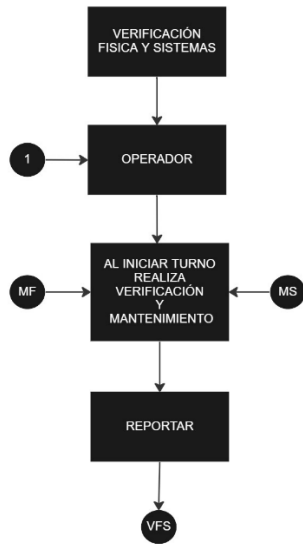 VERIFICACIÓN
FISICA Y SISTEMAS
1
OPERADOR
AL INICIAR TURNO
REALIZA
VERIFICACIÓN
Y
MANTENIMIENTO
MF
MS
REPORTAR
VFS